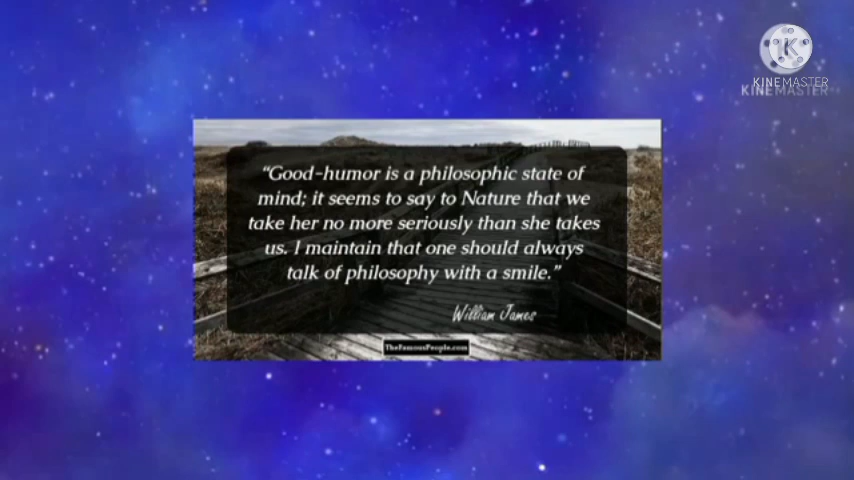 KINEMASTER
KINEMASTER
“Good-humor is a philosophic state of
mind; it seems to say to Nature that we
take her no more seriously than she takes
us. I maintain that one should always
talk of philosophy with a smile.”
William James
TheFamousPeople.com